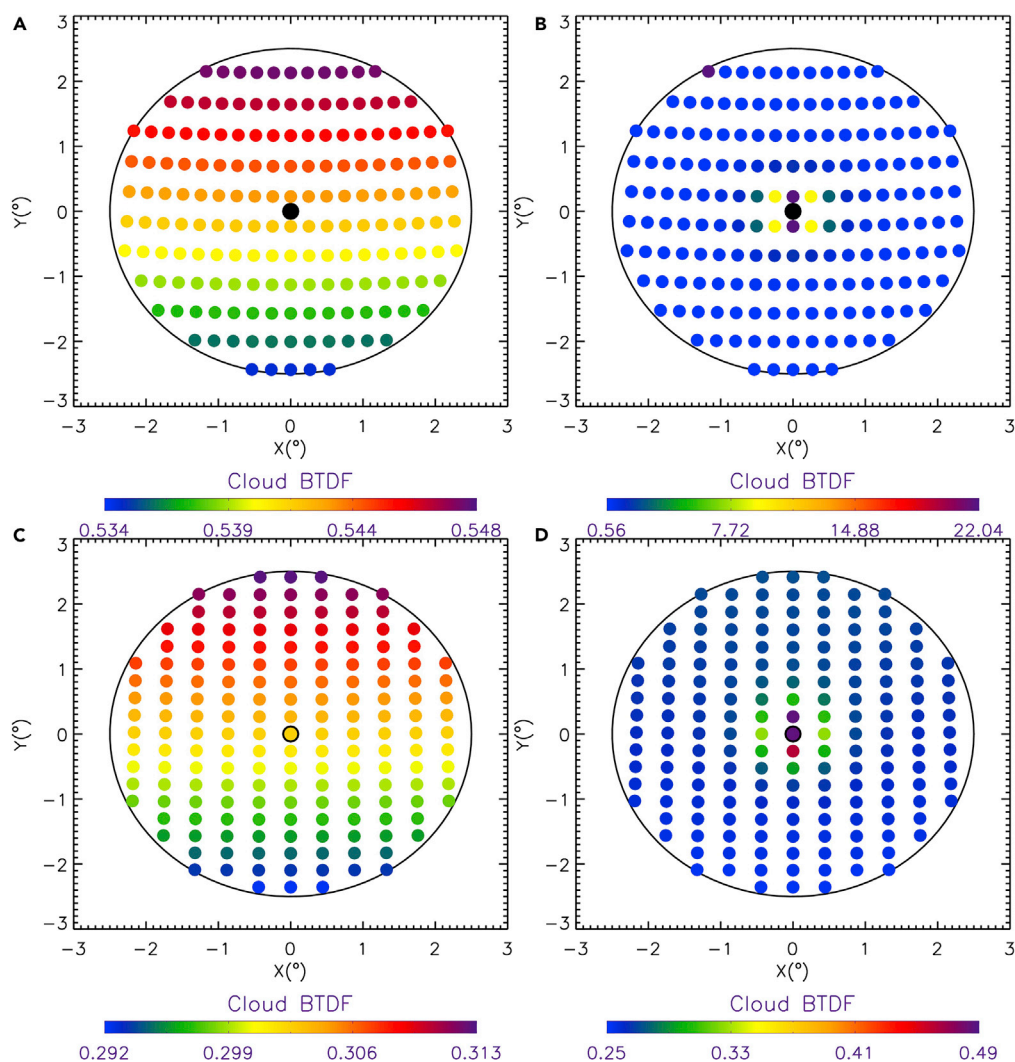 A
3
2
1
0
−1
−2
−3
Y(°)
−3 −2 −1 0 1 2 3
X(°)
Cloud BTDF
0.534 0.539 0.544 0.548
B
3
2
1
0
−1
−2
−3
Y(°)
−3 −2 −1 0 1 2 3
X(°)
Cloud BTDF
0.56 7.72 14.88 22.04
C
3
2
1
0
−1
−2
−3
Y(°)
−3 −2 −1 0 1 2 3
X(°)
Cloud BTDF
0.292 0.299 0.306 0.313
D
3
2
1
0
−1
−2
−3
Y(°)
−3 −2 −1 0 1 2 3
X(°)
Cloud BTDF
0.25 0.33 0.41 0.49